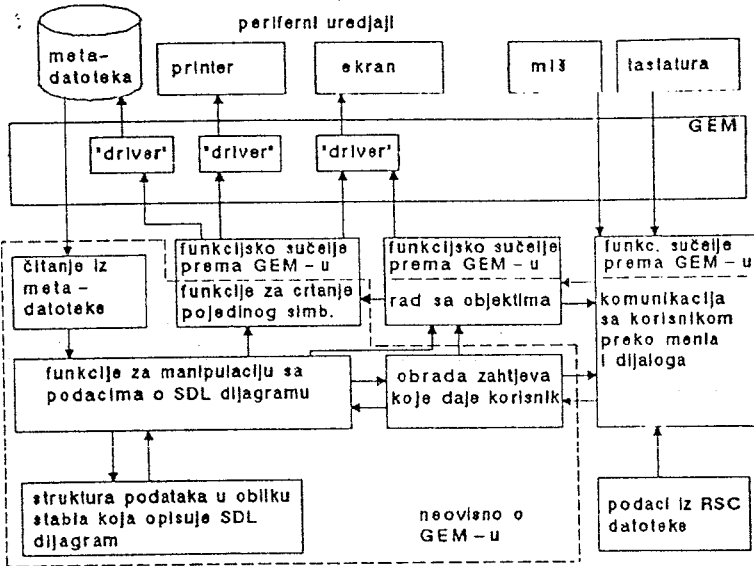 periferni uredjaji
meta-
datoteka
printer
ekran
miš
tastatura
GEM
"driver"
"driver"
"driver"
čitanje iz
meta-
datoteke
funkcijsko sučelje
prema GEM-u
funkcije za crtanje
pojedinog simb.
funkcijsko sučelje
prema GEM-u
rad sa objektima
funkc. sučelje
prema GEM-u
komunikacija
sa korisnikom
preko menia
i dijaloga
funkcije za manipulaciju sa
podacima o SDL dijagramu
obrada zahtjeva
koje daje korisnik
struktura podataka u obliku
stabla koja opisuje SDL
dijagram
neovisno o
GEM-u
podaci iz RSC
datoteke